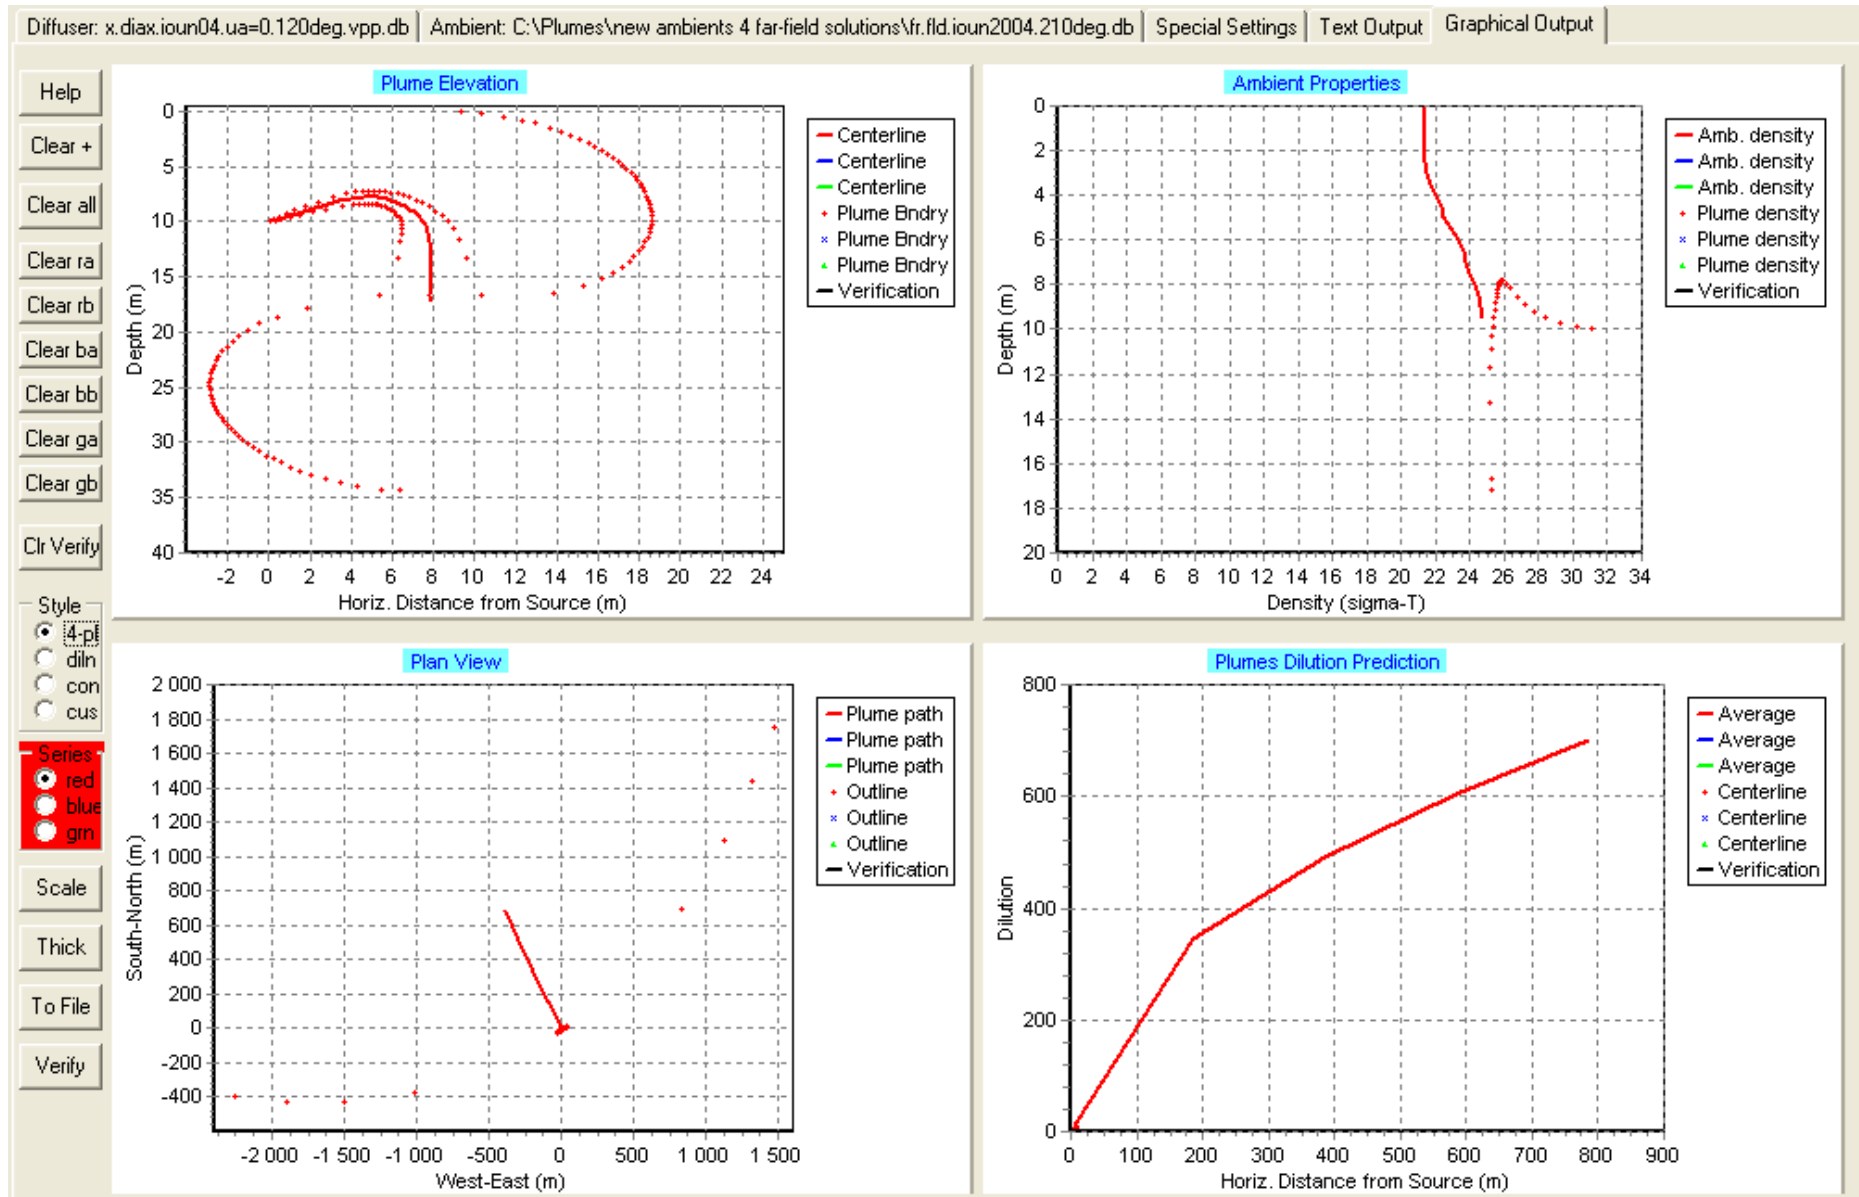 Diffuser: x.diax.ioun04.ua=0.120deg.vpp.db Ambient: C:\Plumes\new ambients 4 far-field solutions\fr.fld.ioun2004.210deg.db Special Settings Text Output Graphical Output
Help
Clear +
Clear all
Clear ra
Clear rb
Clear ba
Clear bb
Clear ga
Clear gb
Clr Verify
Style
4-pl
diln
con
cus
Series
red
blue
grn
Scale
Thick
To File
Verify
Plume Elevation
0
5
10
15
20
25
30
35
40
Depth (m)
-2 0 2 4 6 8 10 12 14 16 18 20 22 24
Horiz. Distance from Source (m)
Centerline
Centerline
Centerline
Plume Bndry
Plume Bndry
Plume Bndry
Verification
Ambient Properties
0
2
4
6
8
10
12
14
16
18
20
Depth (m)
0 2 4 6 8 10 12 14 16 18 20 22 24 26 28 30 32 34
Density (sigma-T)
Amb. density
Amb. density
Amb. density
Plume density
Plume density
Plume density
Verification
Plan View
2 000
1 800
1 600
1 400
1 200
1 000
800
600
400
200
0
-200
-400
South-North (m)
-2 000 -1 500 -1 000 -500 0 500 1 000 1 500
West-East (m)
Plume path
Plume path
Plume path
Outline
Outline
Outline
Verification
Plumes Dilution Prediction
800
600
400
200
0
Dilution
0 100 200 300 400 500 600 700 800 900
Horiz. Distance from Source (m)
Average
Average
Average
Centerline
Centerline
Centerline
Verification